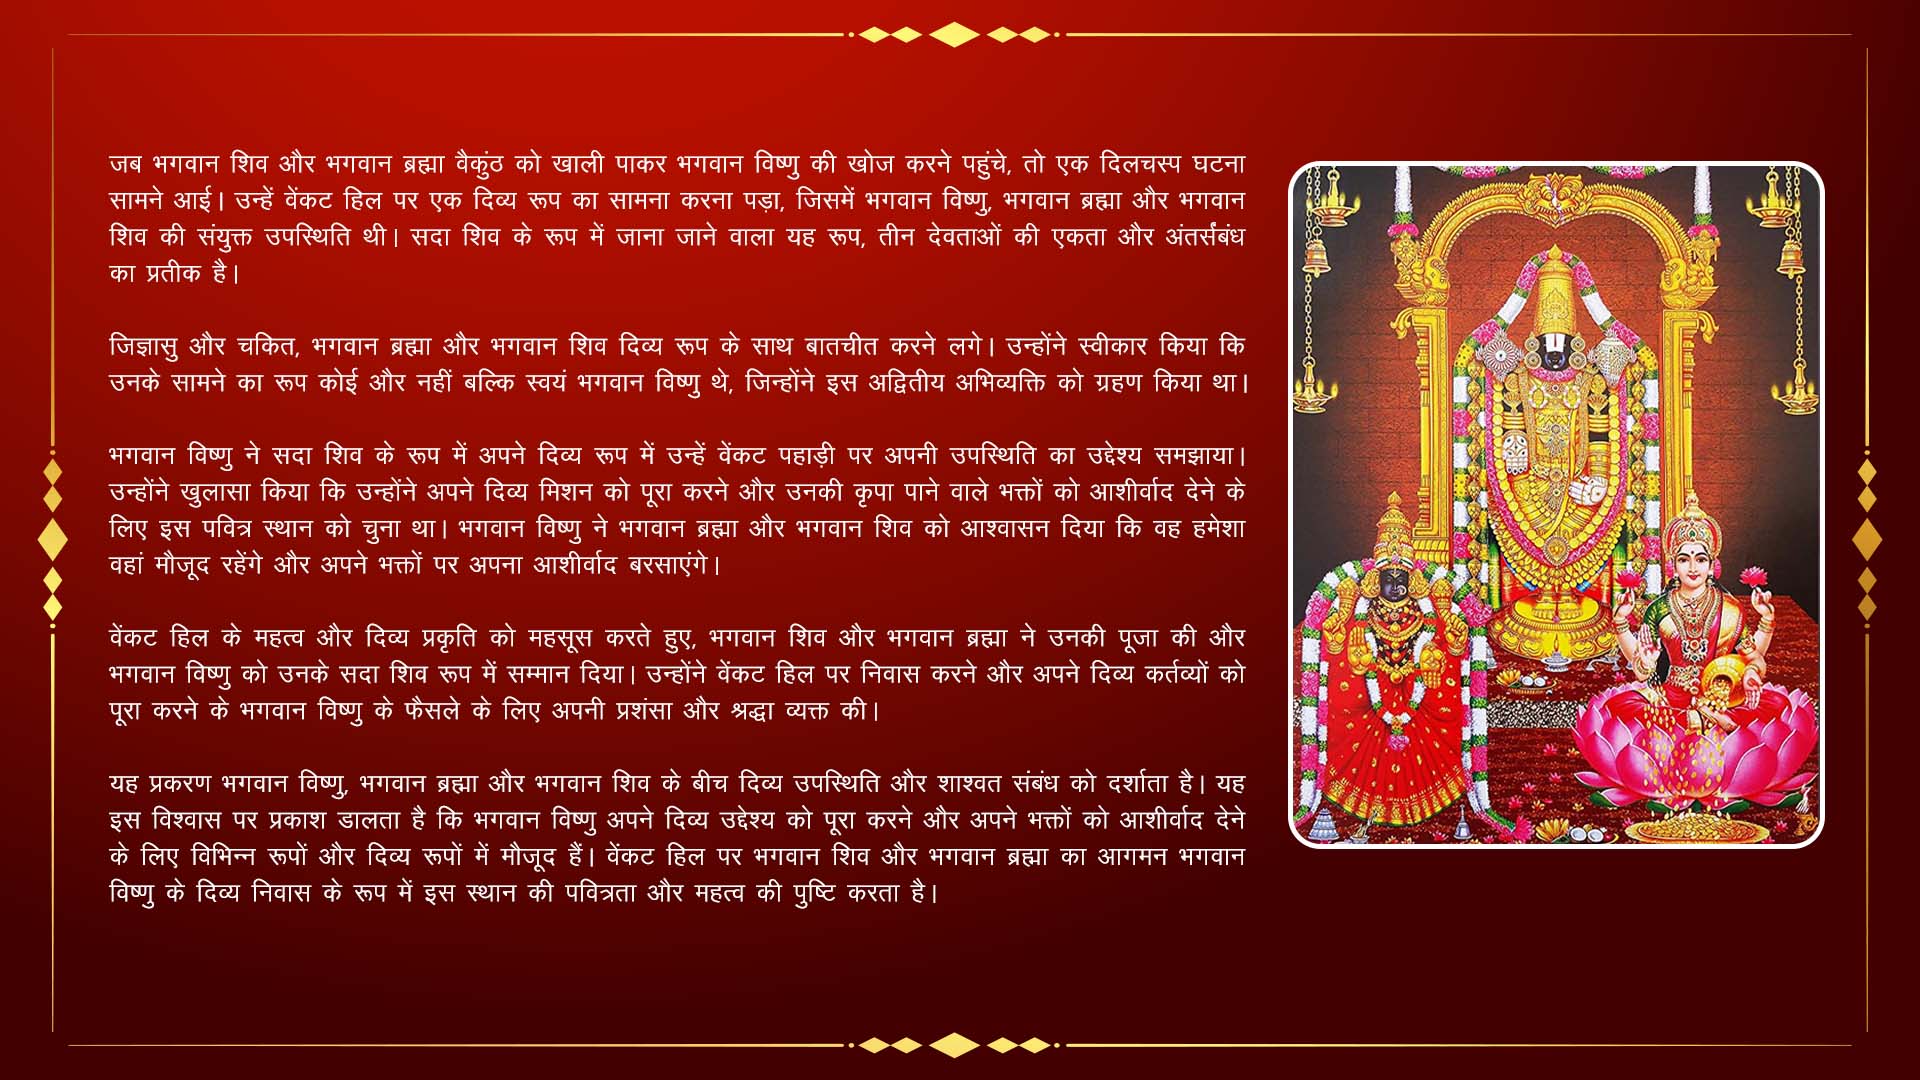 जब भगवान शिव और भगवान ब्रह्मा वैकुंठ को खाली पाकर भगवान विष्णु की खोज करने पहुंचे, तो एक दिलचस्प घटना
सामने आई। उन्हें वेंकट हिल पर एक दिव्य रूप का सामना करना पड़ा, जिसमें भगवान विष्णु, भगवान ब्रह्मा और भगवान
शिव की संयुक्त उपस्थिति थी। सदा शिव के रूप में जाना जाने वाला यह रूप, तीन देवताओं की एकता और अंतर्संबंध
का प्रतीक है।
जिज्ञासु और चकित, भगवान ब्रह्मा और भगवान शिव दिव्य रूप के साथ बातचीत करने लगे। उन्होंने स्वीकार किया कि
उनके सामने का रूप कोई और नहीं बल्कि स्वयं भगवान विष्णु थे, जिन्होंने इस अद्वितीय अभिव्यक्ति को ग्रहण किया था।
भगवान विष्णु ने सदा शिव के रूप में अपने दिव्य रूप में उन्हें वेंकट पहाड़ी पर अपनी उपस्थिति का उद्देश्य समझाया।
उन्होंने खुलासा किया कि उन्होंने अपने दिव्य मिशन को पूरा करने और उनकी कृपा पाने वाले भक्तों को आशीर्वाद देने के
लिए इस पवित्र स्थान को चुना था। भगवान विष्णु ने भगवान ब्रह्मा और भगवान शिव को आश्वासन दिया कि वह हमेशा
वहां मौजूद रहेंगे और अपने भक्तों पर अपना आशीर्वाद बरसाएंगे।
वेंकट हिल के महत्व और दिव्य प्रकृति को महसूस करते हुए, भगवान शिव और भगवान ब्रह्मा ने उनकी पूजा की और
भगवान विष्णु को उनके सदा शिव रूप में सम्मान दिया। उन्होंने वेंकट हिल पर निवास करने और अपने दिव्य कर्तव्यों को
पूरा करने के भगवान विष्णु के फैसले के लिए अपनी प्रशंसा और श्रद्धा व्यक्त की।
यह प्रकरण भगवान विष्णु, भगवान ब्रह्मा और भगवान शिव के बीच दिव्य उपस्थिति और शाश्वत संबंध को दर्शाता है। यह
इस विश्वास पर प्रकाश डालता है कि भगवान विष्णु अपने दिव्य उद्देश्य को पूरा करने और अपने भक्तों को आशीर्वाद देने
के लिए विभिन्न रूपों और दिव्य रूपों में मौजूद हैं। वेंकट हिल पर भगवान शिव और भगवान ब्रह्मा का आगमन भगवान
विष्णु के दिव्य निवास के रूप में इस स्थान की पवित्रता और महत्व की पुष्टि करता है।